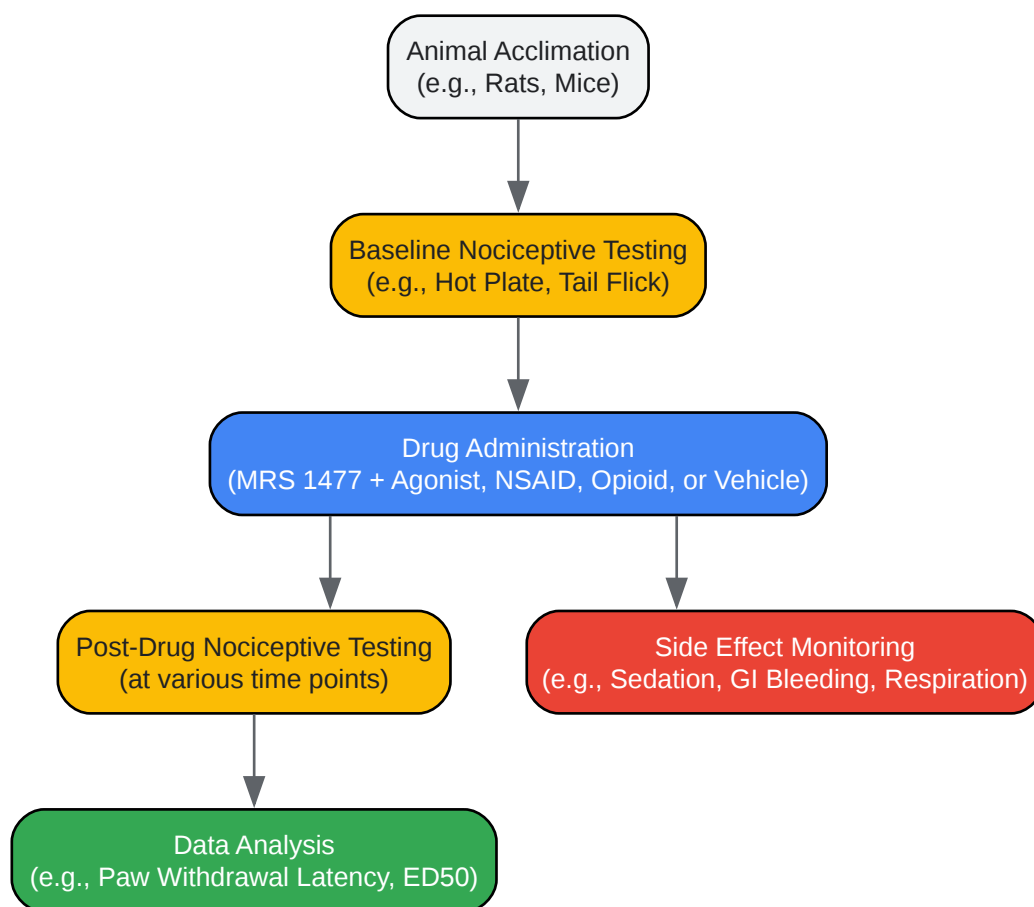 Animal Acclimation
(e.g., Rats, Mice)
Baseline Nociceptive Testing
(e.g., Hot Plate, Tail Flick)
Drug Administration
(MRS 1477 + Agonist, NSAID, Opioid, or Vehicle)
Post-Drug Nociceptive Testing
(at various time points)
Side Effect Monitoring
(e.g., Sedation, GI Bleeding, Respiration)
Data Analysis
(e.g., Paw Withdrawal Latency, ED50)